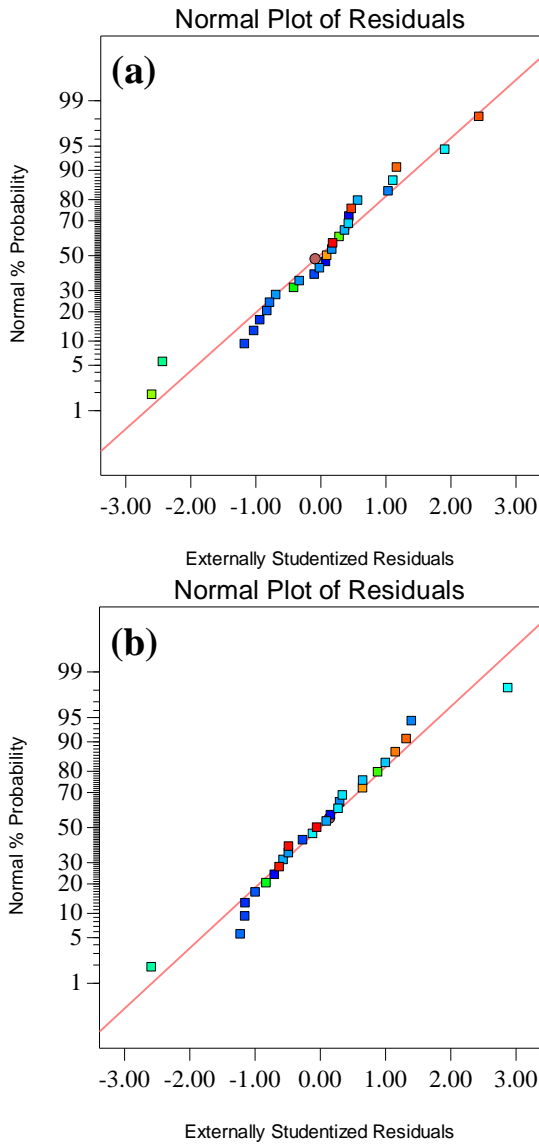 Normal Plot of Residuals
(a)
Normal % Probability
99
95
90
80
70
50
30
20
10
5
1
-3.00 -2.00 -1.00 0.00 1.00 2.00 3.00
Externally Studentized Residuals
Normal Plot of Residuals
(b)
Normal % Probability
99
95
90
80
70
50
30
20
10
5
1
-3.00 -2.00 -1.00 0.00 1.00 2.00 3.00
Externally Studentized Residuals